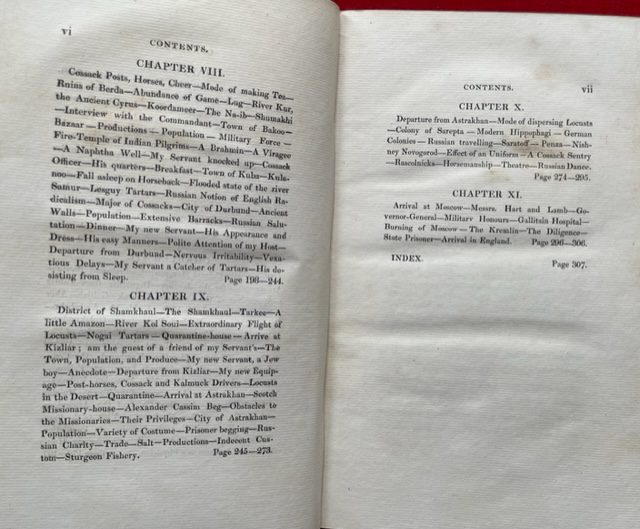 vi
CONTENTS.
CHAPTER VIII.
Cossack Posts, Horses, Cheer—Mode of making Tea—
Ruins of Berda—Abundance of Game—Lug—River Kur,
the Ancient Cyrus—Koordameer—The Na-ib—Shumakhi
—Interview with the Commandant—Town of Bakoo—
Bazaar—Productions—Population—Military Force—
Fire-Temple of Indian Pilgrims—A Brahmin—A Viragee
—A Naphtha Well—My Servant knocked up—Cossack
Officer—His quarters—Breakfast—Town of Kuba—Kula-
noo—Fall asleep on Horseback—Flooded state of the river
Samur—Lesguy Tartars—Russian Notion of English Ra-
dicalism—Major of Cossacks—City of Durbund—Ancient
Walls—Population—Extensive Barracks—Russian Salu-
tation—Dinner—My new Servant—His Appearance and
Dress—His easy Manners—Polite Attention of my Host—
Departure from Durbund—Nervous Irritability—Vexa-
tious Delays—My Servant a Catcher of Tartars—His de-
sisting from Sleep. Page 196—244.
CHAPTER IX.
District of Shamkhaul—The Shamkhaul—Tarkee—A
little Amazon—River Koi Soui—Extraordinary Flight of
Locusts—Nogai Tartars—Quarantine-house—Arrive at
Kizliar; am the guest of a friend of my Servant's—The
Town, Population, and Produce—My new Servant, a Jew
boy—Anecdote—Departure from Kizliar—My new Equip-
age—Post-horses, Cossack and Kalmuck Drivers—Locusts
in the Desert—Quarantine—Arrival at Astrakhan—Scotch
Missionary-house—Alexander Cassim Beg—Obstacles to
the Missionaries—Their Privileges—City of Astrakhan—
Population—Variety of Costume—Prisoner begging—Rus-
sian Charity—Trade—Salt—Productions—Indecent Cus-
tom—Sturgeon Fishery. Page 245—273.
CONTENTS. vii
CHAPTER X.
Departure from Astrakhan—Mode of dispersing Locusts
—Colony of Sarepta—Modern Hippophagi—German
Colonies—Russian travelling—Saratoff—Penza—Nish-
ney Novogorod—Effect of an Uniform—A Cossack Sentry
—Rascolnicks—Horsemanship—Theatre—Russian Dance.
Page 274—295.
CHAPTER XI.
Arrival at Moscow—Messrs. Hart and Lamb—Go-
vernor-General—Military Honours—Gallitsin Hospital—
Burning of Moscow—The Kremlin—The Diligence—
State Prisoner—Arrival in England. Page 296—306.
INDEX. Page 307.